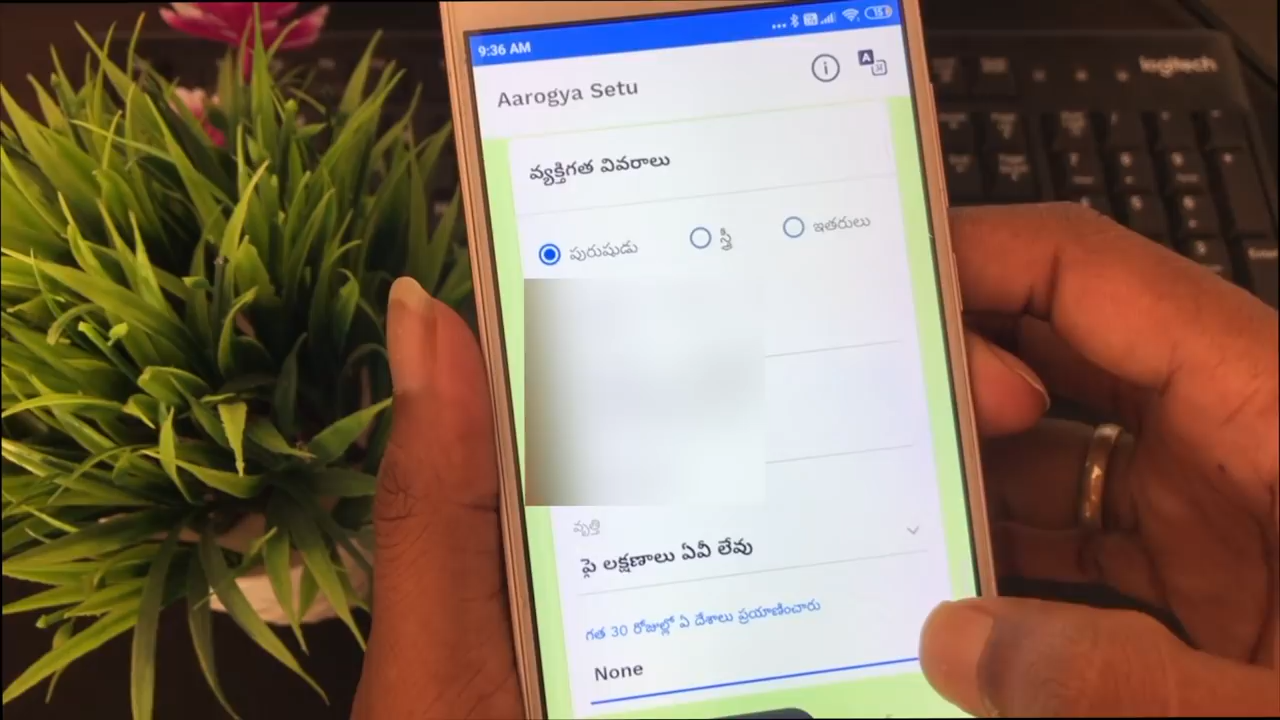 9:36 AM
Aarogya Setu
వ్యక్తిగత వివరాలు
పురుషుడు స్త్రీ ఇతరులు
వృత్తి
పై లక్షణాలు ఏవీ లేవు
గత 30 రోజుల్లో ఏ దేశాలు ప్రయాణించారు
None
logitech